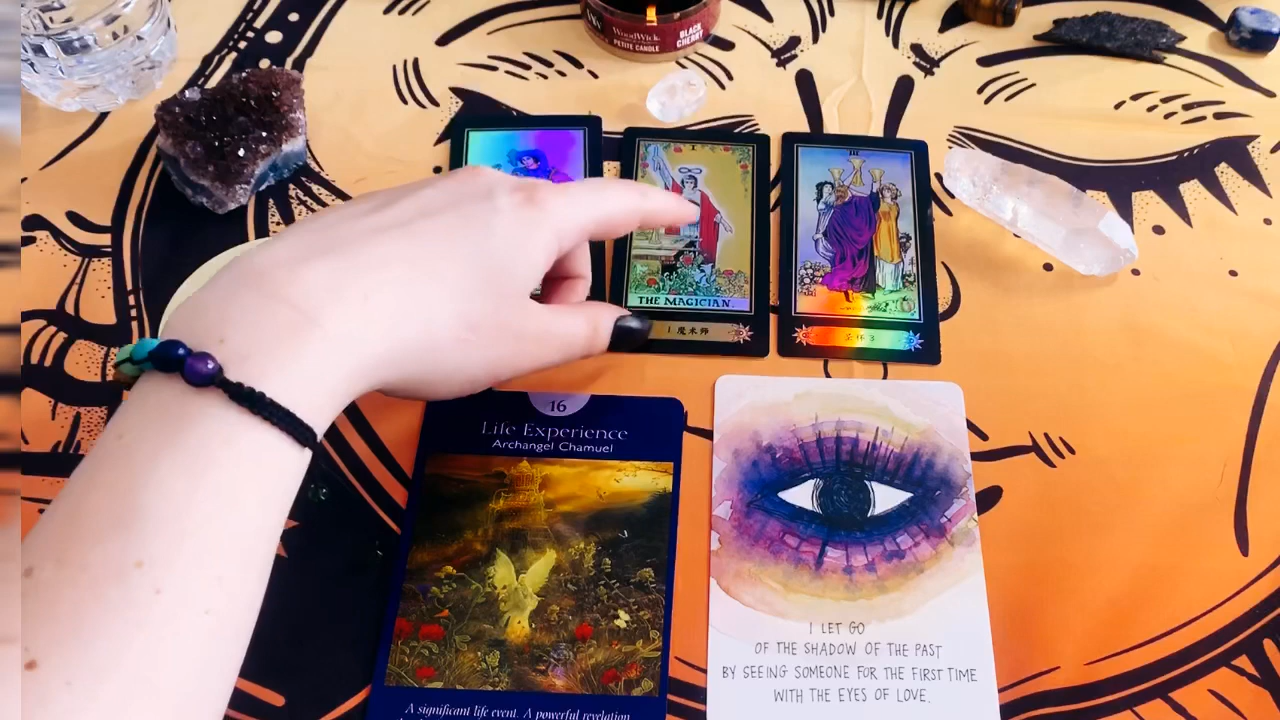 WoodWick
PETITE CANDLE
BLACK
CHERRY
I
THE MAGICIAN.
I 魔术师
III
圣杯 3
16
Life Experience
Archangel Chamuel
A significant life event. A powerful revelation
I LET GO
OF THE SHADOW OF THE PAST
BY SEEING SOMEONE FOR THE FIRST TIME
WITH THE EYES OF LOVE.